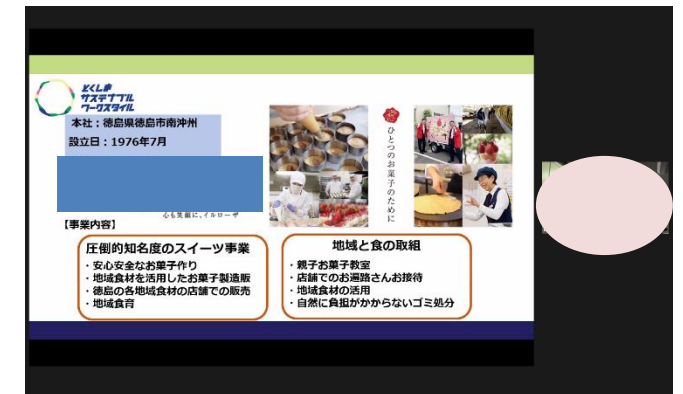 とくしま
サステナブル
ワークスタイル
本社：徳島県徳島市南沖州
設立日：1976年7月
心も笑顔に、イルローザ
【事業内容】
ひとつのお菓子のために
圧倒的知名度のスイーツ事業
・安心安全なお菓子作り
・地域食材を活用したお菓子製造販
・徳島の各地域食材の店舗での販売
・地域食育
地域と食の取組
・親子お菓子教室
・店舗でのお遍路さんお接待
・地域食材の活用
・自然に負担がかからないゴミ処分